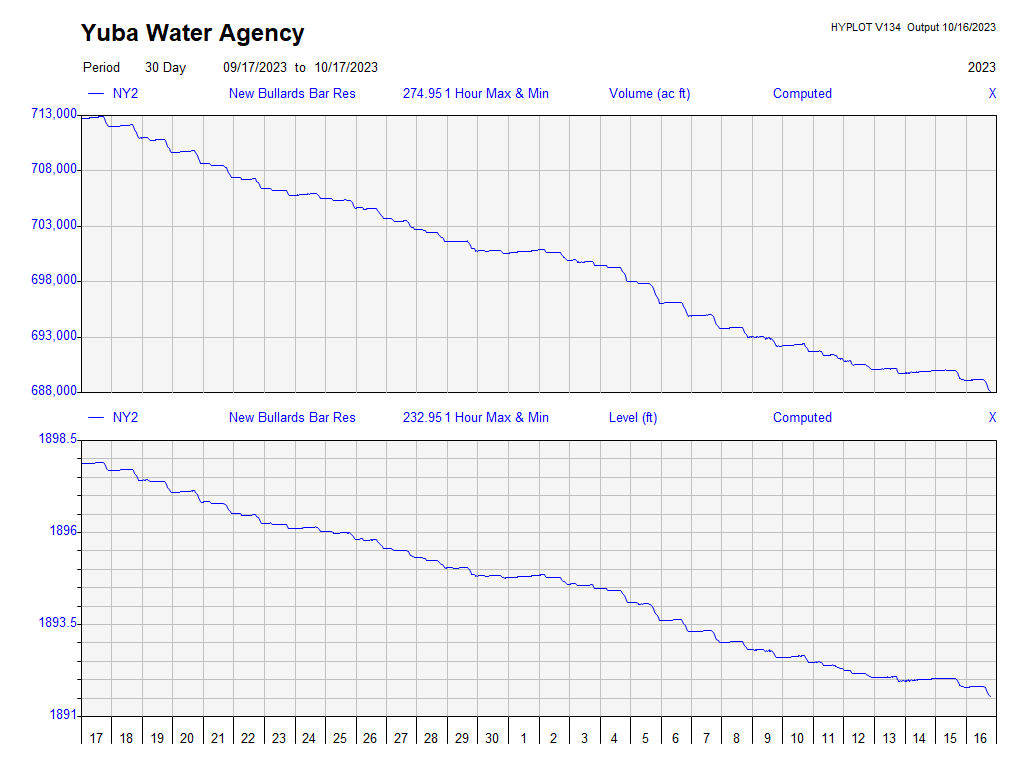 Yuba Water Agency
HYPLOT V134 Output 10/16/2023
Period 30 Day 09/17/2023 to 10/17/2023 2023
NY2 New Bullards Bar Res 274.95 1 Hour Max & Min Volume (ac ft) Computed X
713,000
708,000
703,000
698,000
693,000
688,000
NY2 New Bullards Bar Res 232.95 1 Hour Max & Min Level (ft) Computed X
1898.5
1896
1893.5
1891
17 18 19 20 21 22 23 24 25 26 27 28 29 30 1 2 3 4 5 6 7 8 9 10 11 12 13 14 15 16